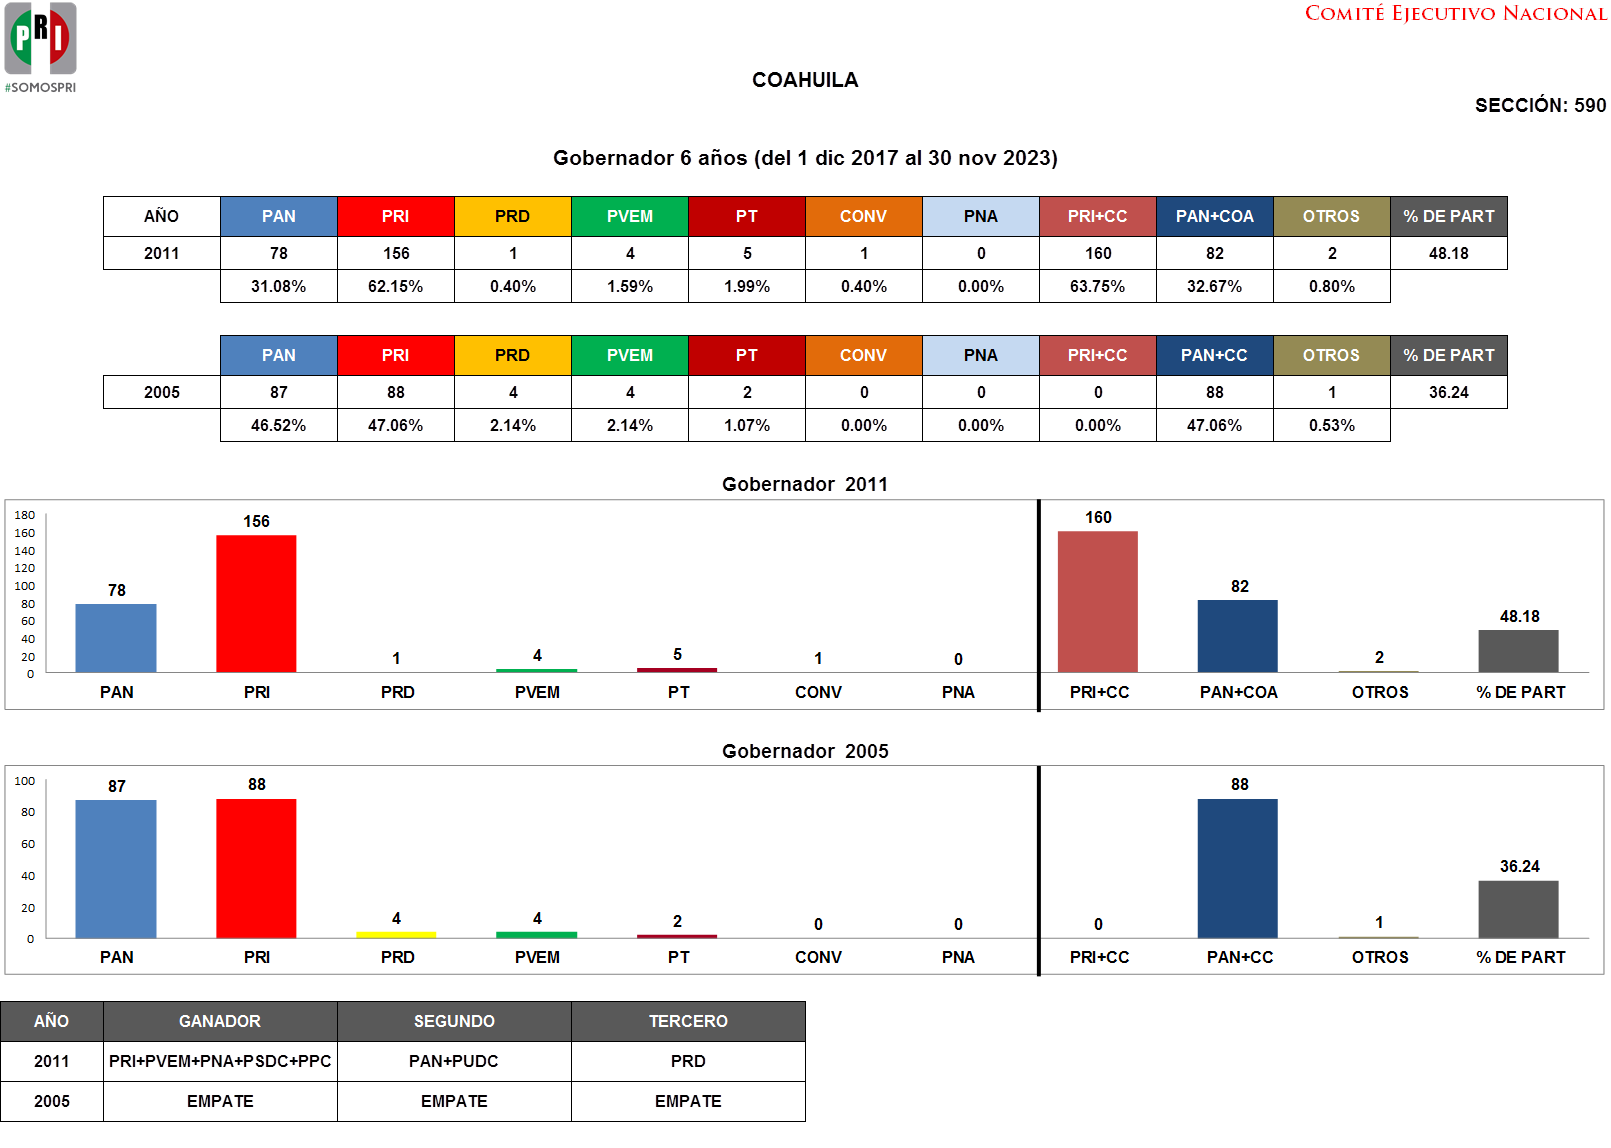 PRI
#SOMOSPRI
COMITÉ EJECUTIVO NACIONAL
COAHUILA
SECCIÓN: 590
Gobernador 6 años (del 1 dic 2017 al 30 nov 2023)
AÑO PAN PRI PRD PVEM PT CONV PNA PRI+CC PAN+COA OTROS % DE PART
2011 78 156 1 4 5 1 0 160 82 2 48.18
31.08% 62.15% 0.40% 1.59% 1.99% 0.40% 0.00% 63.75% 32.67% 0.80%
PAN PRI PRD PVEM PT CONV PNA PRI+CC PAN+CC OTROS % DE PART
2005 87 88 4 4 2 0 0 0 88 1 36.24
46.52% 47.06% 2.14% 2.14% 1.07% 0.00% 0.00% 0.00% 47.06% 0.53%
Gobernador 2011
180
160
140
120
100
80
60
40
20
0
78 156 1 4 5 1 0 160 82 2 48.18
PAN PRI PRD PVEM PT CONV PNA PRI+CC PAN+COA OTROS % DE PART
Gobernador 2005
100
80
60
40
20
0
87 88 4 4 2 0 0 0 88 1 36.24
PAN PRI PRD PVEM PT CONV PNA PRI+CC PAN+CC OTROS % DE PART
AÑO GANADOR SEGUNDO TERCERO
2011 PRI+PVEM+PNA+PSDC+PPC PAN+PUDC PRD
2005 EMPATE EMPATE EMPATE